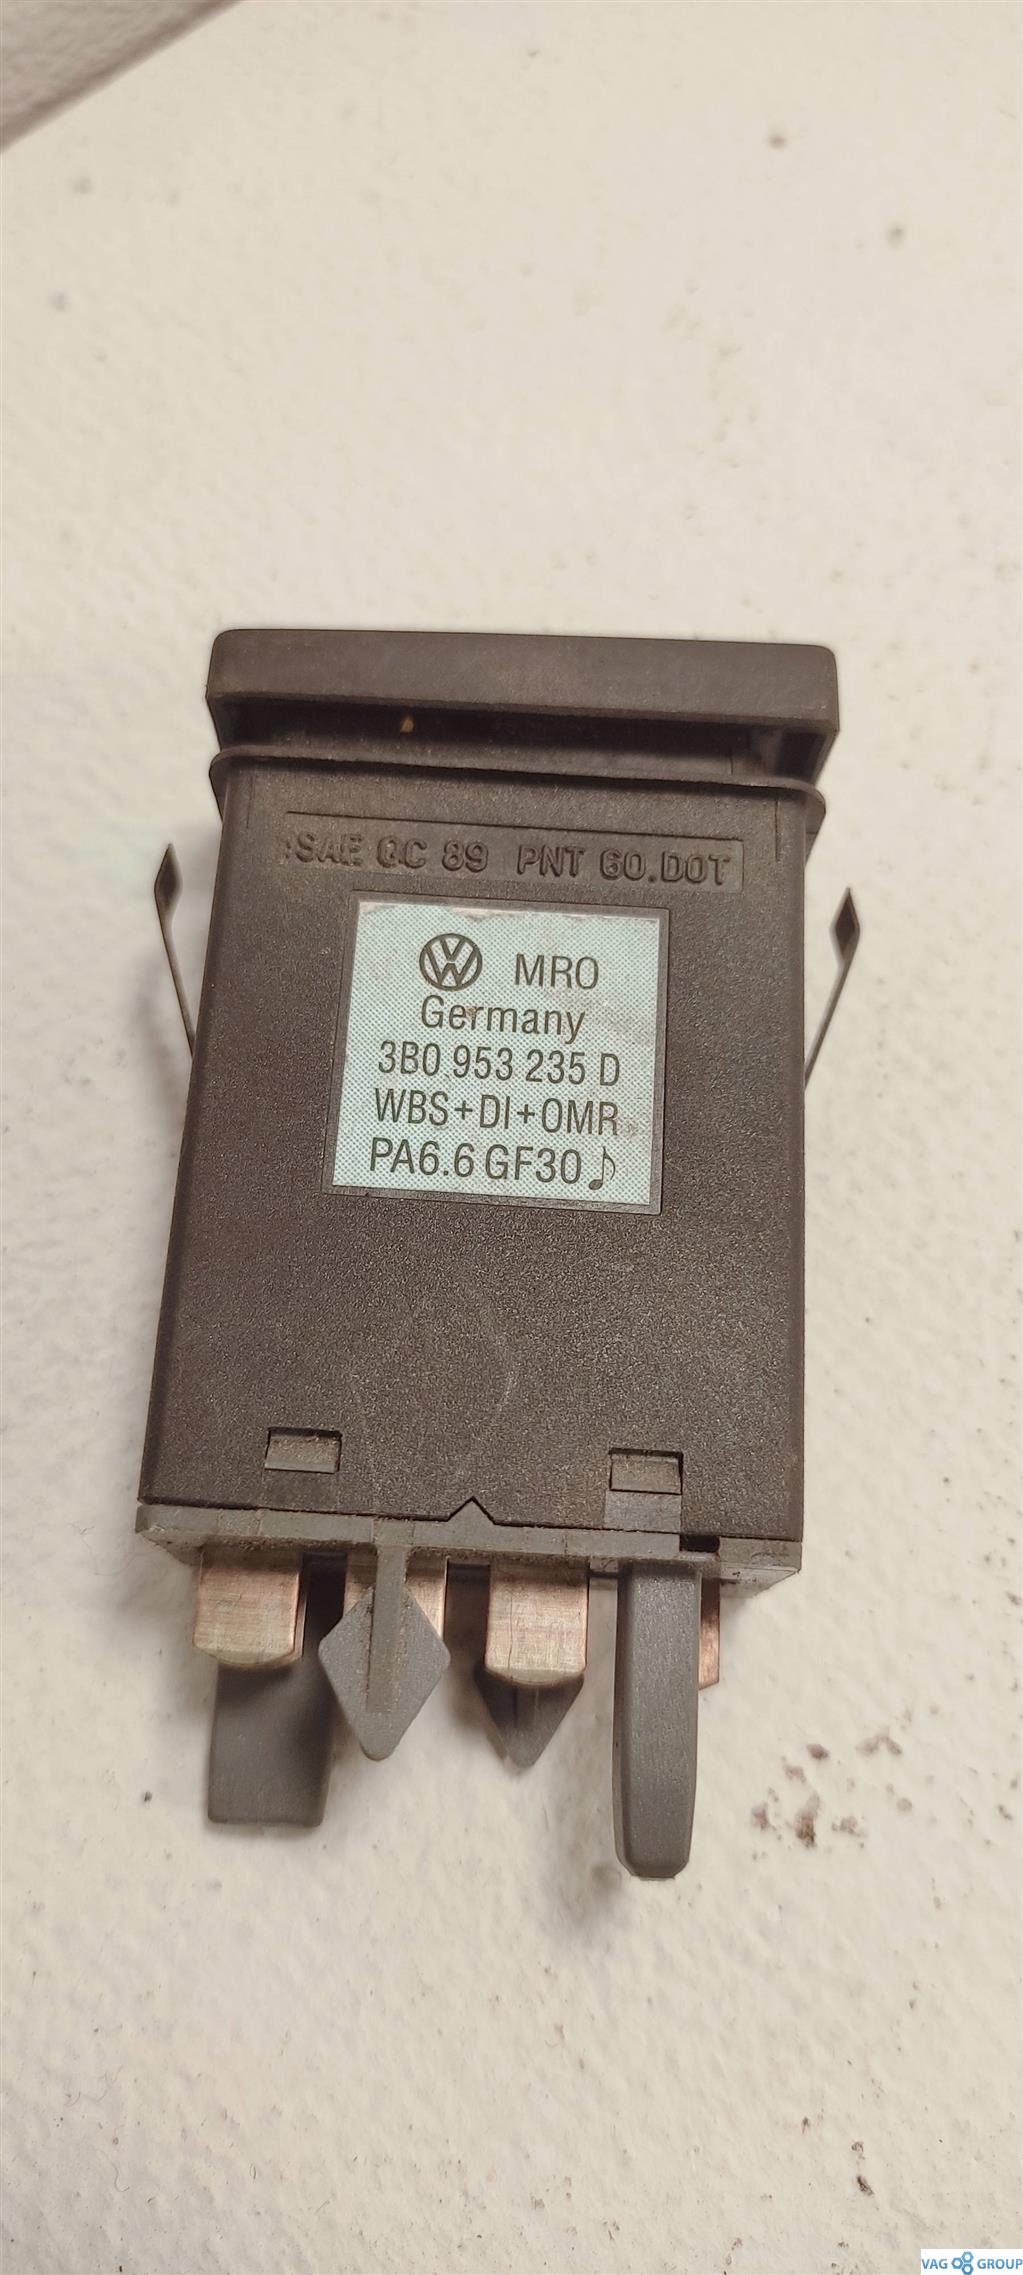 SAE QC 89 PNT 60.DOT
VW MRO
Germany
3B0 953 235 D
WBS+DI+OMR
PA6.6 GF30
VAG GROUP